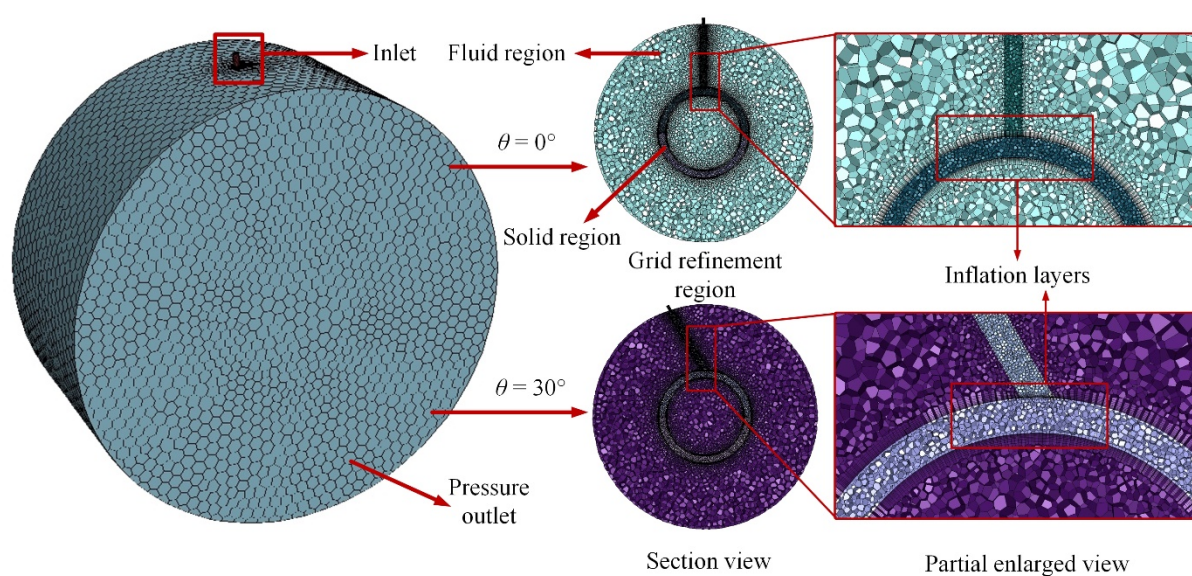 Inlet
Fluid region
θ = 0°
Solid region
Grid refinement
region
Inflation layers
θ = 30°
Pressure
outlet
Section view
Partial enlarged view